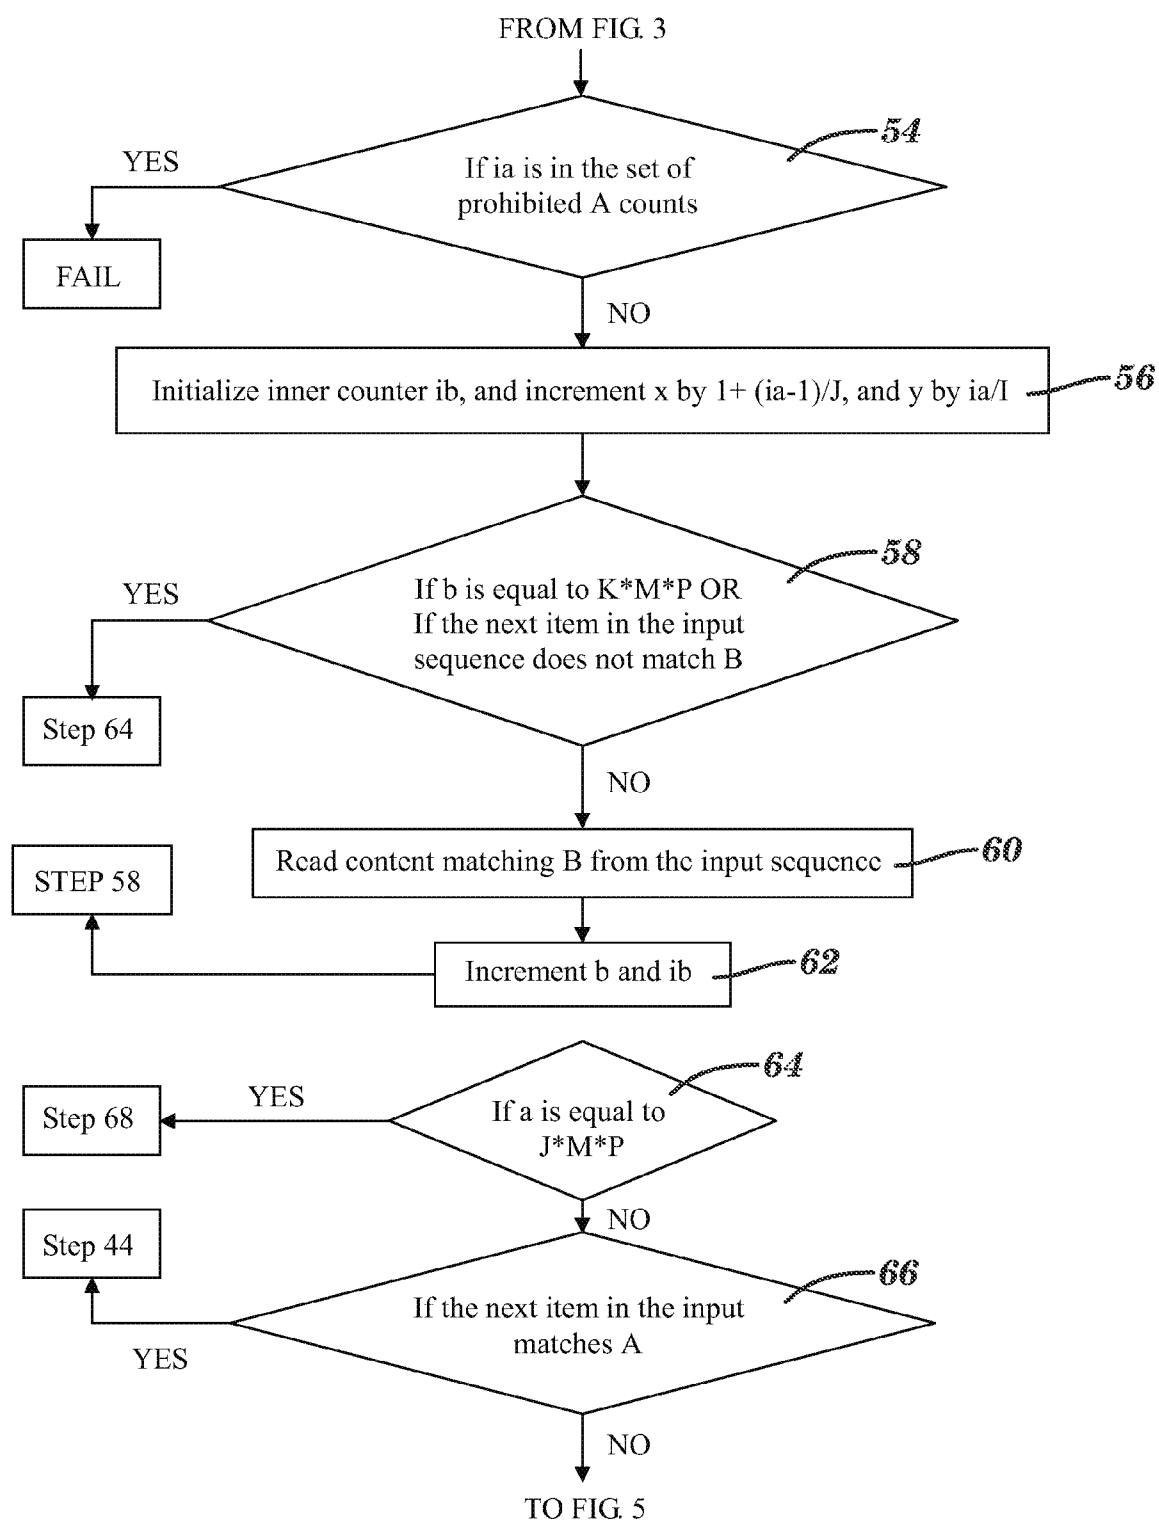 FROM FIG. 3
54
YES
If ia is in the set of
prohibited A counts
FAIL
NO
Initialize inner counter ib, and increment x by 1+ (ia-1)/J, and y by ia/I
56
58
YES
If b is equal to K*M*P OR
If the next item in the input
sequence does not match B
Step 64
NO
Read content matching B from the input sequence
60
STEP 58
Increment b and ib
62
64
YES
Step 68
If a is equal to
J*M*P
NO
Step 44
66
If the next item in the input
matches A
YES
NO
TO FIG. 5